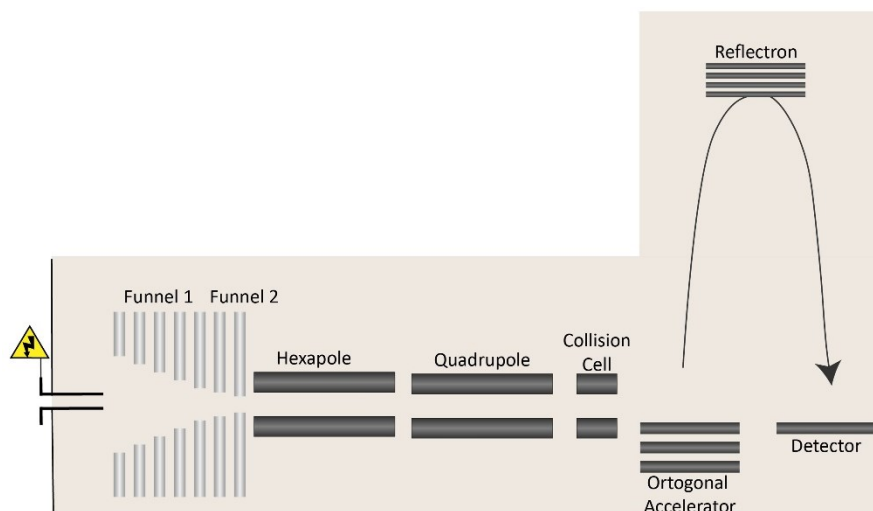 Reflectron
Funnel 1
Funnel 2
Hexapole
Quadrupole
Collision
Cell
Ortogonal
Accelerator
Detector